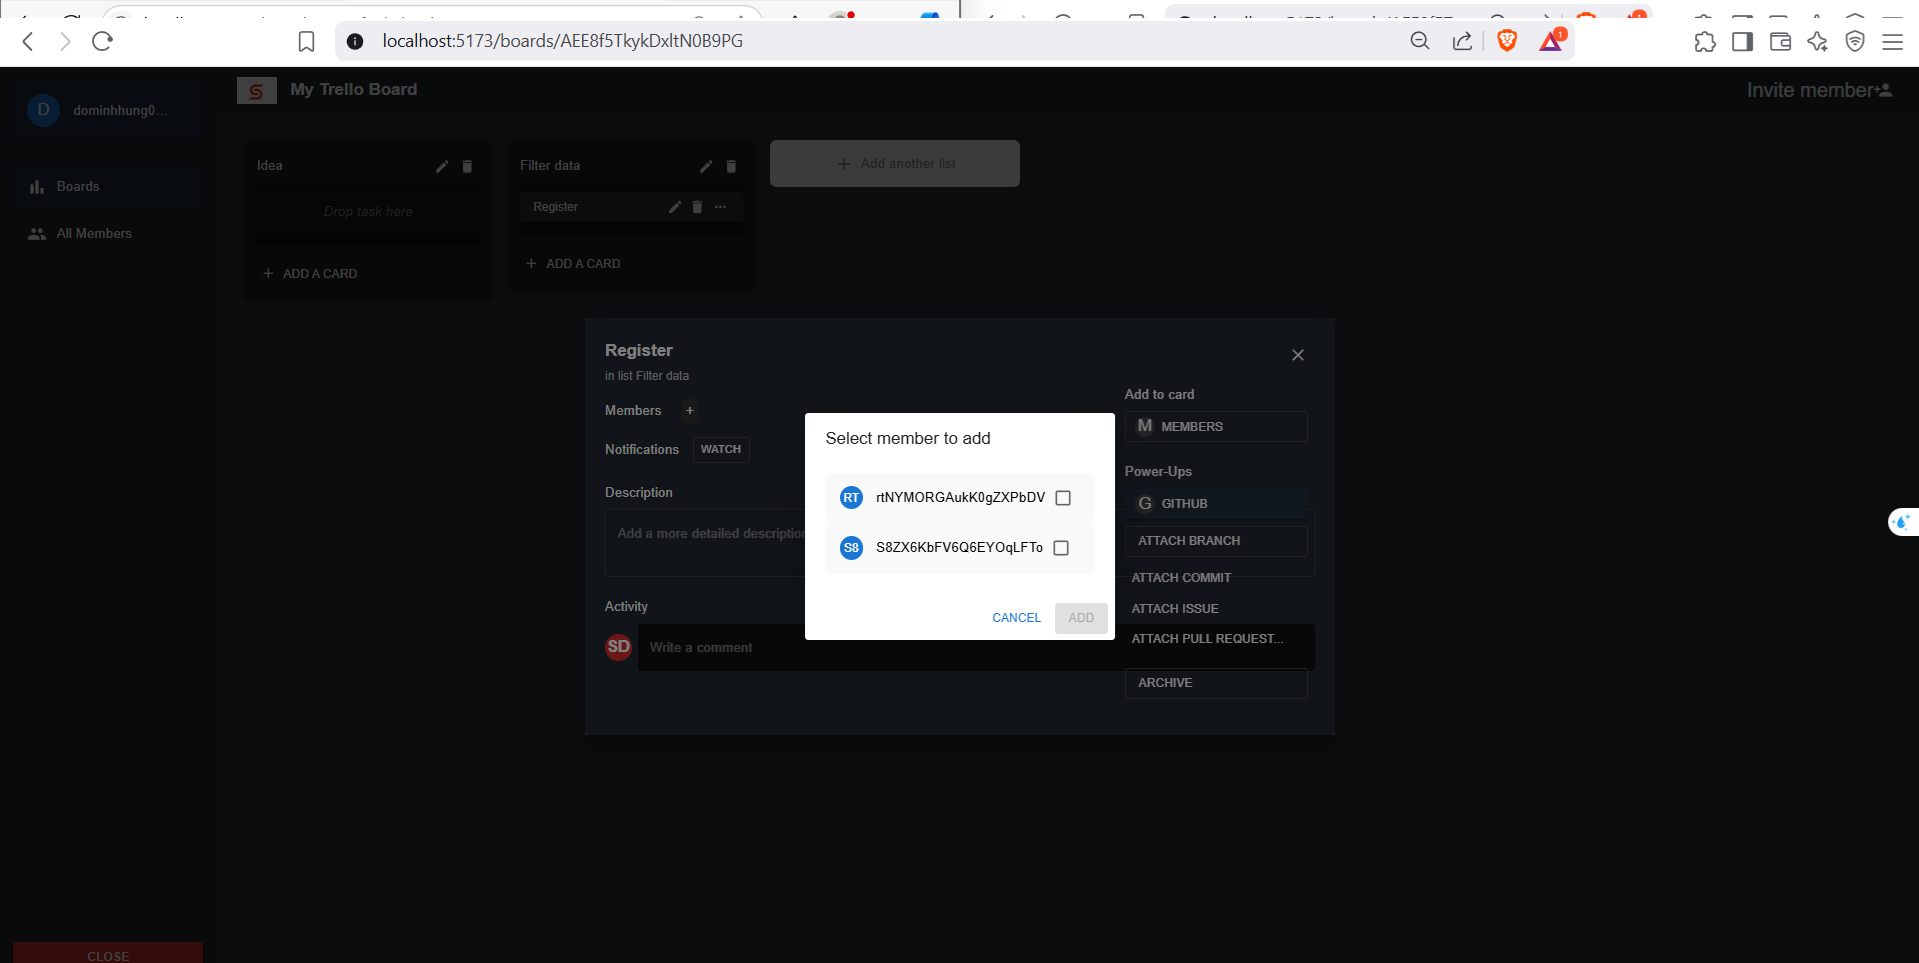 localhost:5173/boards/AEE8f5TkykDxltN0B9PG
1
My Trello Board
Invite member
D
dominhhung0...
Idea
Filter data
Add another list
Boards
Drop task here
Register
All Members
ADD A CARD
ADD A CARD
Register
in list Filter data
Members +
Notifications WATCH
Description
Add a more detailed description
Activity
SD
Write a comment
Add to card
M MEMBERS
Power-Ups
G GITHUB
ATTACH BRANCH
ATTACH COMMIT
ATTACH ISSUE
ATTACH PULL REQUEST...
ARCHIVE
Select member to add
RT rtNYMORGAukK0gZXPbDV
S8 S8ZX6KbFV6Q6EYOqLFTo
CANCEL ADD
CLOSE